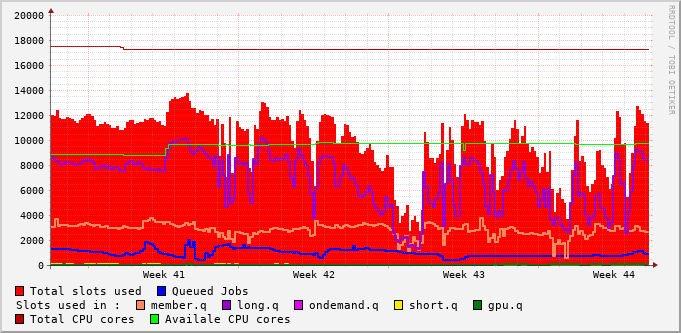 20000
18000
16000
14000
12000
10000
8000
6000
4000
2000
0
Week 41 Week 42 Week 43 Week 44
Total slots used Queued Jobs
Slots used in : member.q long.q ondemand.q short.q gpu.q
Total CPU cores Availale CPU cores
RRDTOOL / TOBI OETIKER